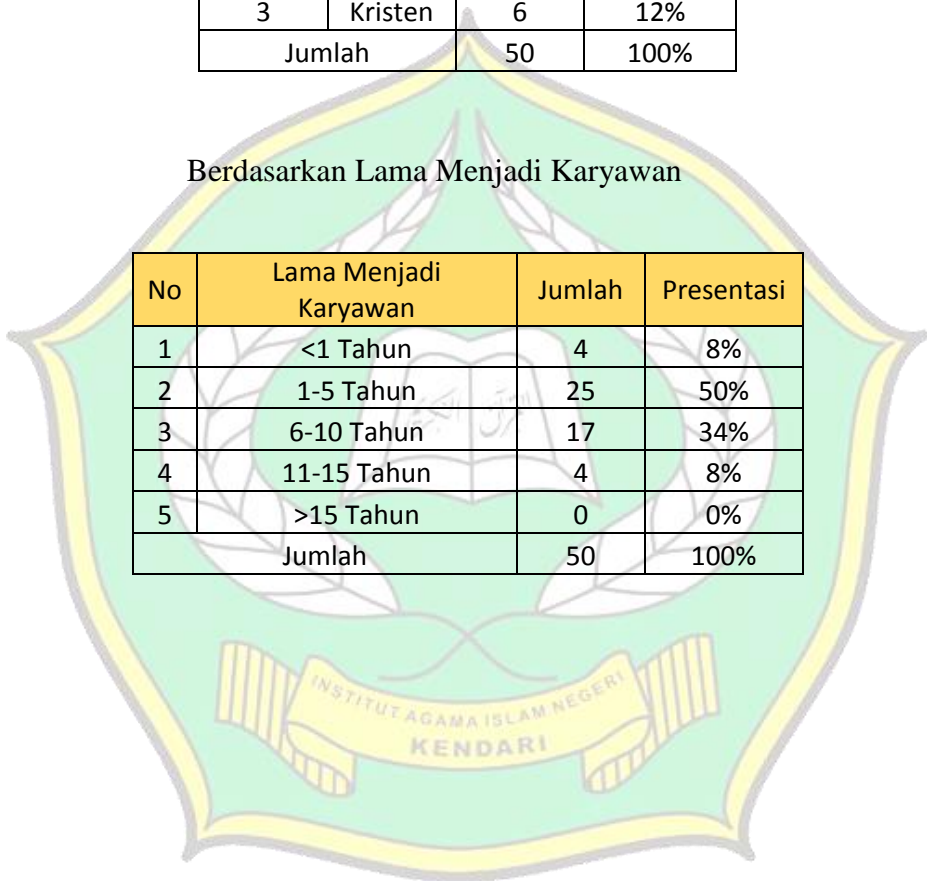 3 Kristen 6 12%
Jumlah 50 100%
Berdasarkan Lama Menjadi Karyawan
No Lama Menjadi Karyawan Jumlah Presentasi
1 <1 Tahun 4 8%
2 1-5 Tahun 25 50%
3 6-10 Tahun 17 34%
4 11-15 Tahun 4 8%
5 >15 Tahun 0 0%
Jumlah 50 100%
INSTITUT AGAMA ISLAM NEGERI
KENDARI